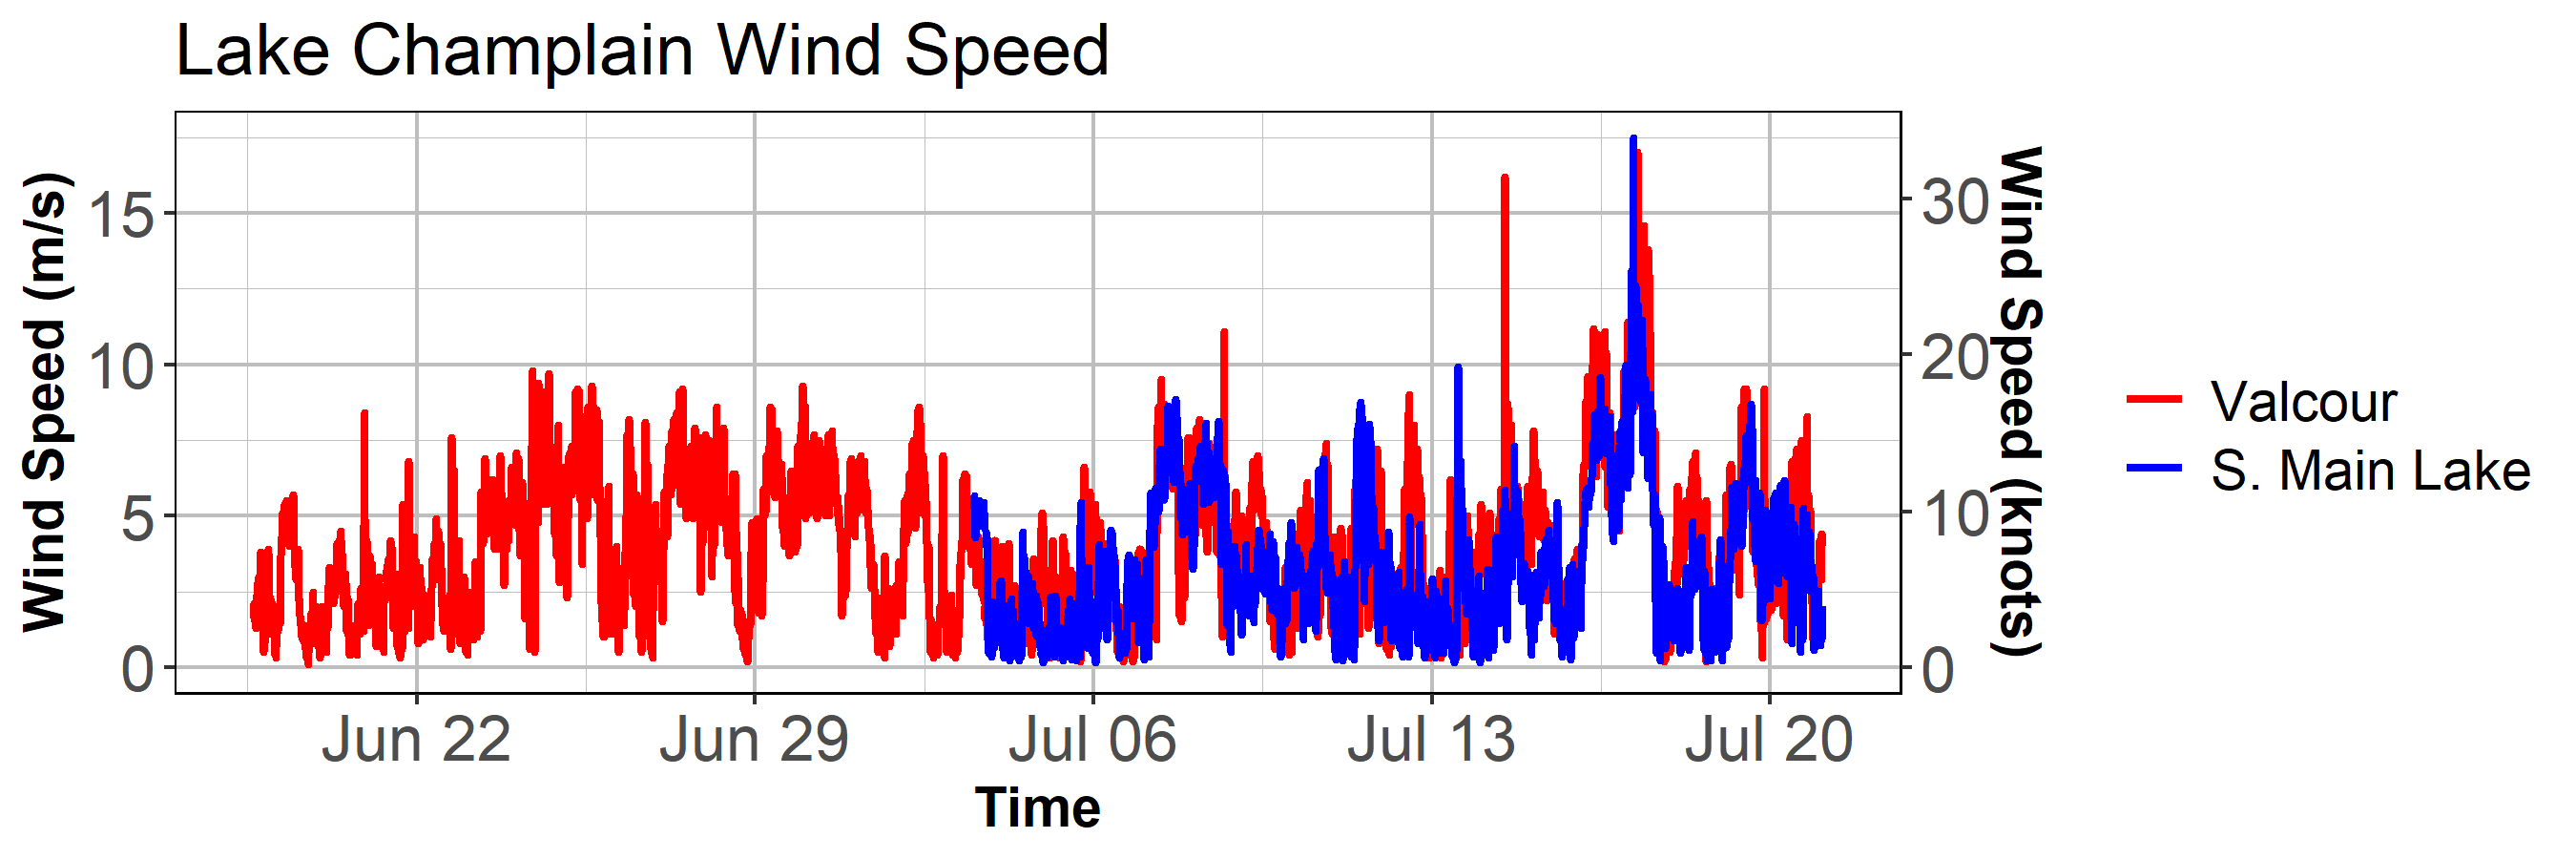 Lake Champlain Wind Speed
Wind Speed (m/s)
15
10
5
0
30
20
10
0
Wind Speed (knots)
Jun 22
Jun 29
Jul 06
Jul 13
Jul 20
Time
Valcour
S. Main Lake